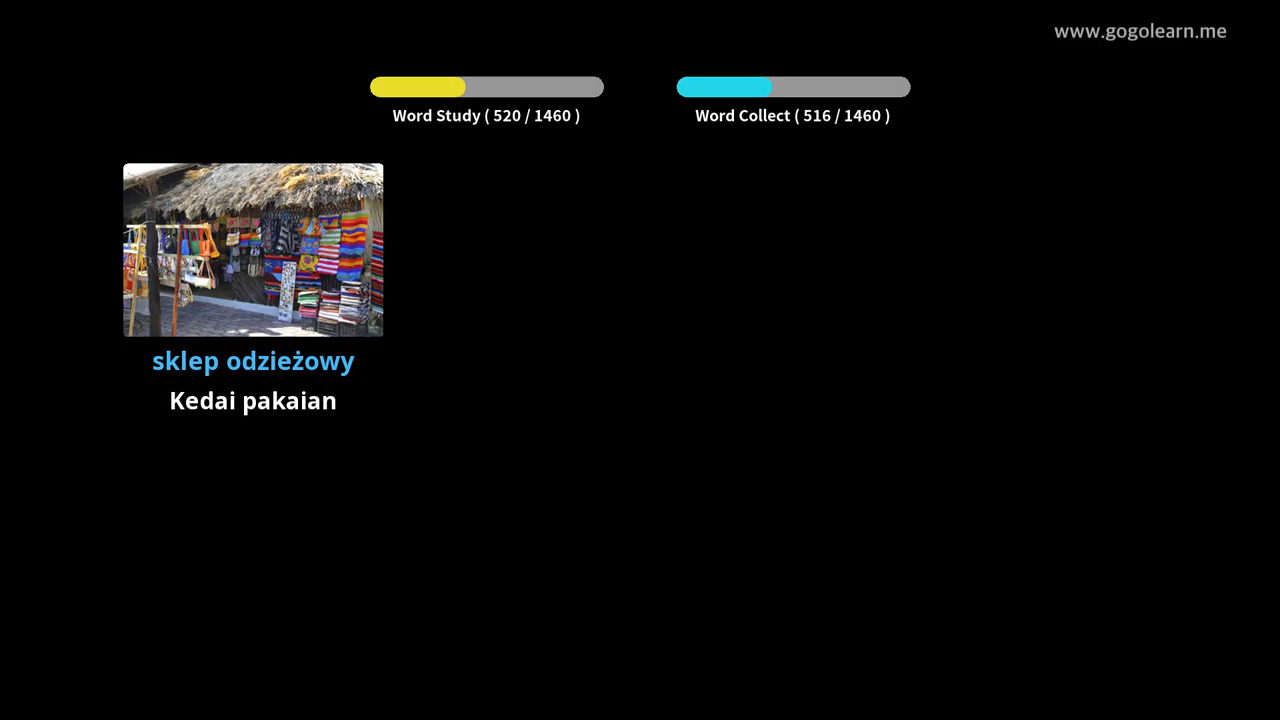 www.gogolearn.me
Word Study ( 520 / 1460 )
Word Collect ( 516 / 1460 )
sklep odzieżowy
Kedai pakaian